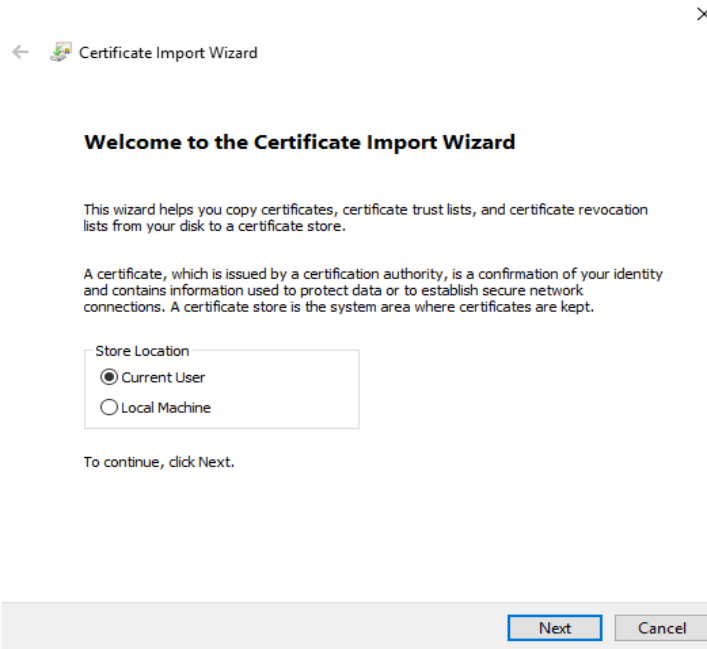 Certificate Import Wizard
Welcome to the Certificate Import Wizard
This wizard helps you copy certificates, certificate trust lists, and certificate revocation
lists from your disk to a certificate store.
A certificate, which is issued by a certification authority, is a confirmation of your identity
and contains information used to protect data or to establish secure network
connections. A certificate store is the system area where certificates are kept.
Store Location
Current User
Local Machine
To continue, click Next.
Next
Cancel